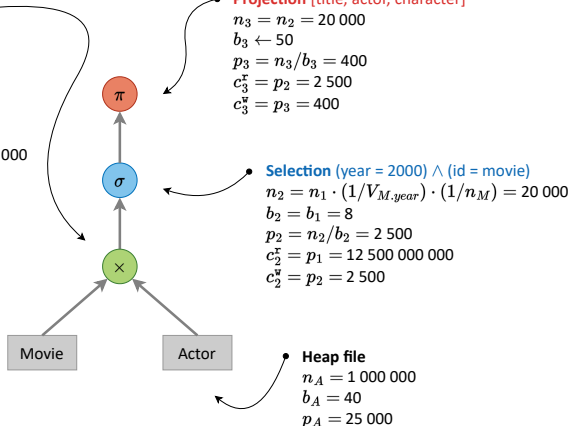 Projection [title, actor, character]
n₃ = n₂ = 20 000
b₃ ← 50
p₃ = n₃/b₃ = 400
c₃ʳ = p₂ = 2 500
c₃ʷ = p₃ = 400
π
000
σ
Selection (year = 2000) ∧ (id = movie)
n₂ = n₁ · (1/V_{M.year}) · (1/n_M) = 20 000
b₂ = b₁ = 8
p₂ = n₂/b₂ = 2 500
c₂ʳ = p₁ = 12 500 000 000
c₂ʷ = p₂ = 2 500
×
Movie
Actor
Heap file
n_A = 1 000 000
b_A = 40
p_A = 25 000